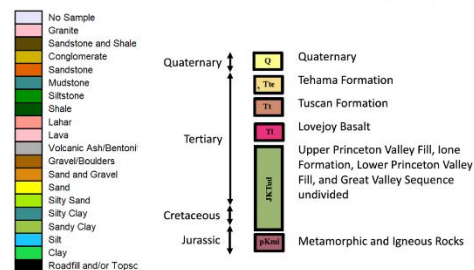 No Sample
Granite
Sandstone and Shale
Conglomerate
Sandstone
Mudstone
Siltstone
Shale
Lahar
Lava
Volcanic Ash/Bentoni
Gravel/Boulders
Sand and Gravel
Sand
Silty Sand
Silty Clay
Sandy Clay
Silt
Clay
Roadfill and/or Topsc
Quaternary
Tertiary
Cretaceous
Jurassic
Q
Quaternary
Tte
Tehama Formation
Tt
Tuscan Formation
Tl
Lovejoy Basalt
JKTud
Upper Princeton Valley Fill, Ione
Formation, Lower Princeton Valley
Fill, and Great Valley Sequence
undivided
pKmi
Metamorphic and Igneous Rocks